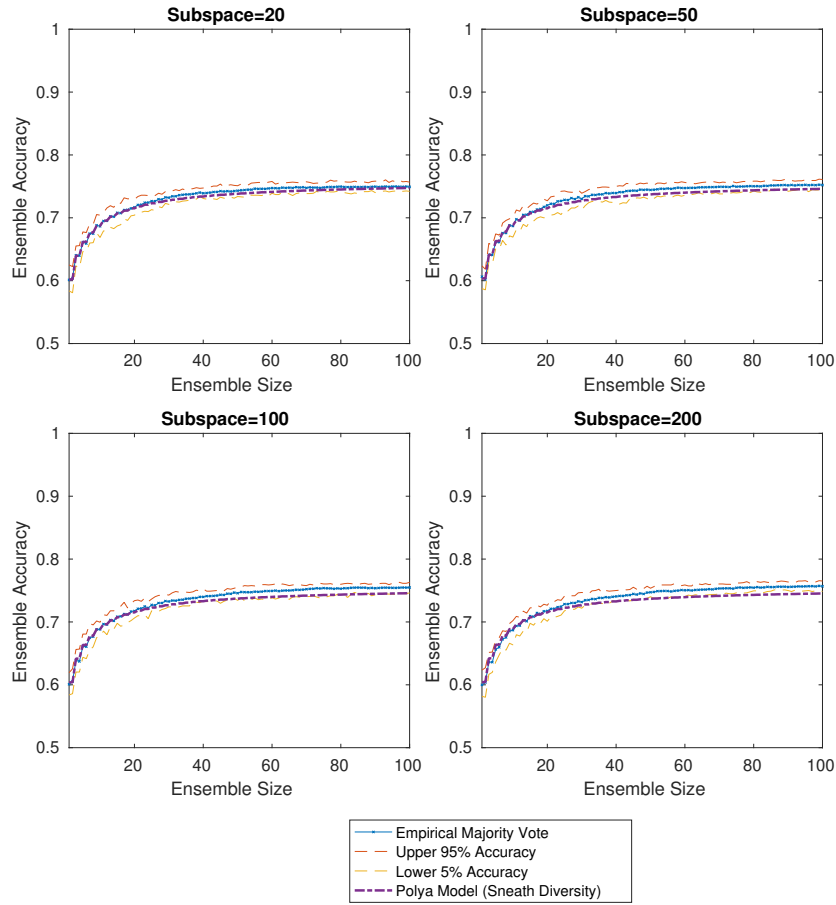 Subspace=20
1
0.9
0.8
0.7
0.6
0.5
20
40
60
80
100
Ensemble Size
Ensemble Accuracy
Subspace=50
1
0.9
0.8
0.7
0.6
0.5
20
40
60
80
100
Ensemble Size
Ensemble Accuracy
Subspace=100
1
0.9
0.8
0.7
0.6
0.5
20
40
60
80
100
Ensemble Size
Ensemble Accuracy
Subspace=200
1
0.9
0.8
0.7
0.6
0.5
20
40
60
80
100
Ensemble Size
Ensemble Accuracy
Empirical Majority Vote
Upper 95% Accuracy
Lower 5% Accuracy
Polya Model (Sneath Diversity)